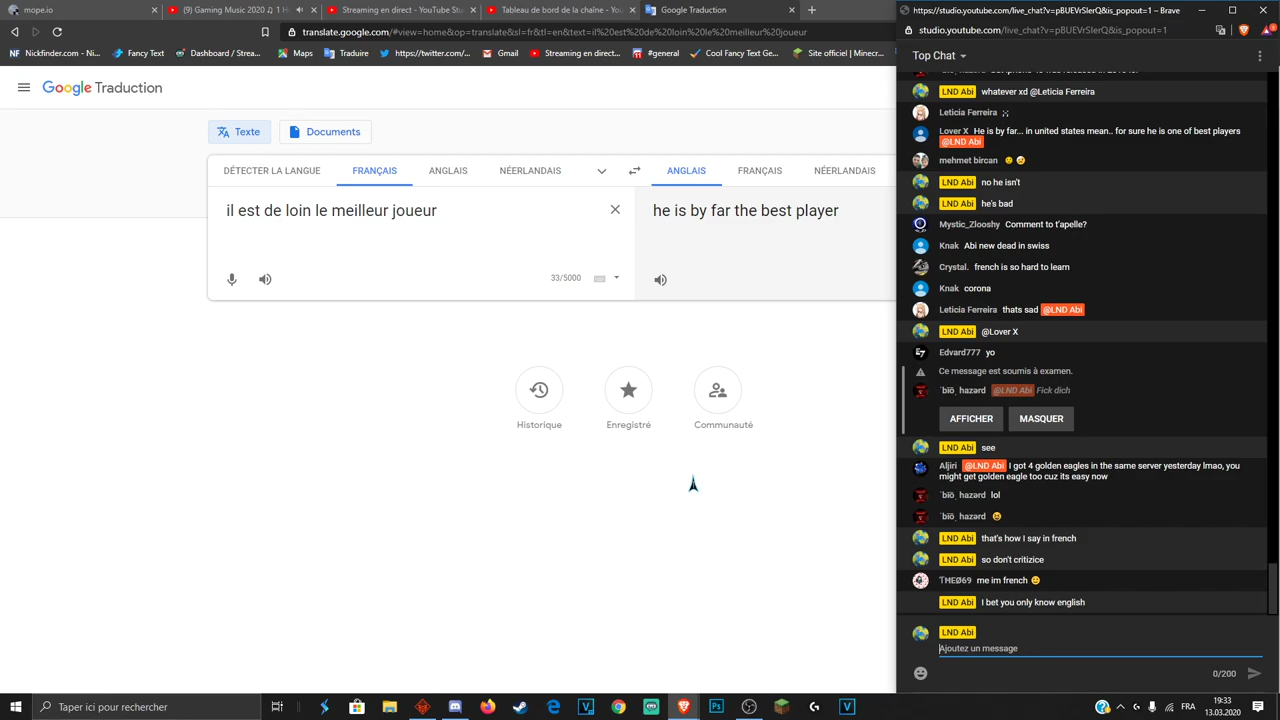 mope.io
(9) Gaming Music 2020 ♫ 1 H
Streaming en direct - YouTube S
Tableau de bord de la chaîne - You
Google Traduction
https://studio.youtube.com/live_chat?v=pBUEVrSIerQ&is_popout=1 - Brave
translate.google.com/#view=home&op=translate&sl=fr&tl=en&text=il%20est%20de%20loin%20le%20meilleur%20joueur
studio.youtube.com/live_chat?v=pBUEVrSIerQ&is_popout=1
Nickfinder.com - N...
Fancy Text
Dashboard / Strea...
Maps
Traduire
https://twitter.com/
Gmail
Streaming en direc...
#general
Cool Fancy Text Ge...
Site officiel | Minecr...
Top Chat
Google Traduction
Texte
Documents
DÉTECTER LA LANGUE
FRANÇAIS
ANGLAIS
NÉERLANDAIS
ANGLAIS
FRANÇAIS
NÉERLANDAIS
il est de loin le meilleur joueur
he is by far the best player
33/5000
Historique
Enregistré
Communauté
LND Abi whatever xd @Leticia Ferreira
Leticia Ferreira ;;
Lover X He is by far... in united states mean.. for sure he is one of best players
@LND Abi
mehmet bircan 😯 🤣
LND Abi no he isn't
LND Abi he's bad
Mystic_Zlooshy Comment to t'apelle?
Knak Abi new dead in swiss
Crystal. french is so hard to learn
Knak corona
Leticia Ferreira thats sad @LND Abi
LND Abi @Lover X
Edvard777 yo
Ce message est soumis à examen.
`bīō¸ hazərd @LND Abi Fick dich
AFFICHER
MASQUER
LND Abi see
Aljiri @LND Abi I got 4 golden eagles in the same server yesterday lmao, you
might get golden eagle too cuz its easy now
`bīō¸ hazərd lol
`bīō¸ hazərd 😆
LND Abi that's how I say in french
LND Abi so don't critizice
THEØ69 me im french 😀
LND Abi I bet you only know english
LND Abi
Ajoutez un message
0/200
Taper ici pour rechercher
FRA
19:33
13.03.2020